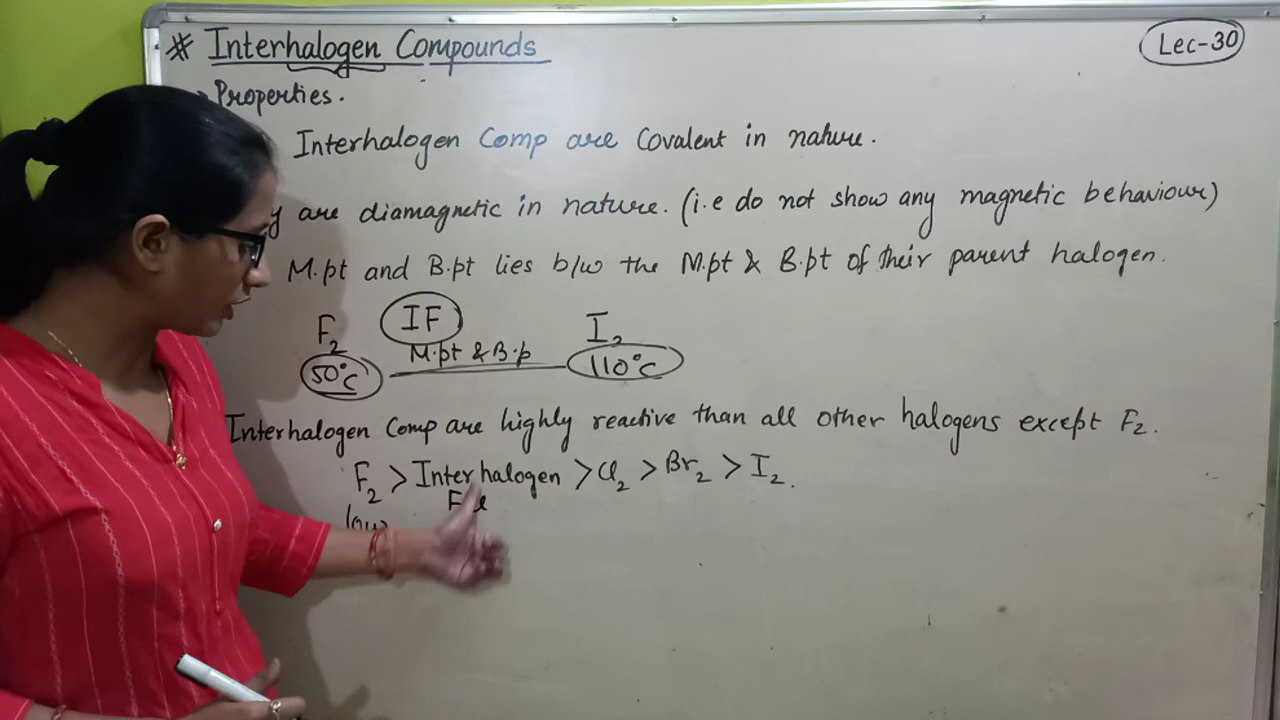 # Interhalogen Compounds
Lec-30
Properties.
Interhalogen Comp are Covalent in nature.
y are diamagnetic in nature. (i.e do not show any magnetic behaviour)
M.pt and B.pt lies b/w the M.pt & B.pt of their parent halogen.
F₂ IF I₂
50°C M.pt & B.p 110°C
Interhalogen Comp are highly reactive than all other halogens except F₂.
F₂ > Interhalogen > Cl₂ > Br₂ > I₂.
low